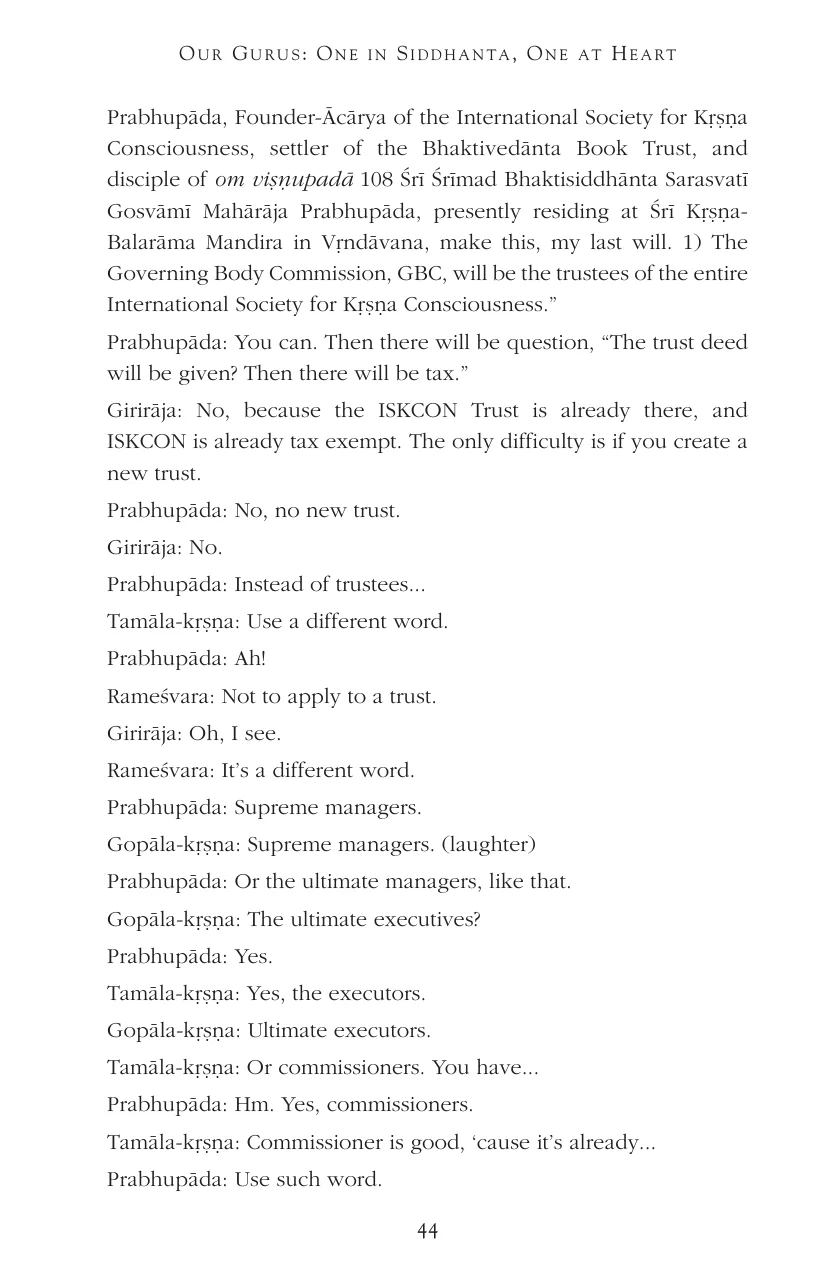 OUR GURUS: ONE IN SIDDHANTA, ONE AT HEART
Prabhupāda, Founder-Ācārya of the International Society for Kṛṣṇa
Consciousness, settler of the Bhaktivedānta Book Trust, and
disciple of om viṣṇupadā 108 Śrī Śrīmad Bhaktisiddhānta Sarasvatī
Gosvāmī Mahārāja Prabhupāda, presently residing at Śrī Kṛṣṇa-
Balarāma Mandira in Vṛndāvana, make this, my last will. 1) The
Governing Body Commission, GBC, will be the trustees of the entire
International Society for Kṛṣṇa Consciousness.”
Prabhupāda: You can. Then there will be question, “The trust deed
will be given? Then there will be tax.”
Girirāja: No, because the ISKCON Trust is already there, and
ISKCON is already tax exempt. The only difficulty is if you create a
new trust.
Prabhupāda: No, no new trust.
Girirāja: No.
Prabhupāda: Instead of trustees...
Tamāla-kṛṣṇa: Use a different word.
Prabhupāda: Ah!
Rameśvara: Not to apply to a trust.
Girirāja: Oh, I see.
Rameśvara: It’s a different word.
Prabhupāda: Supreme managers.
Gopāla-kṛṣṇa: Supreme managers. (laughter)
Prabhupāda: Or the ultimate managers, like that.
Gopāla-kṛṣṇa: The ultimate executives?
Prabhupāda: Yes.
Tamāla-kṛṣṇa: Yes, the executors.
Gopāla-kṛṣṇa: Ultimate executors.
Tamāla-kṛṣṇa: Or commissioners. You have...
Prabhupāda: Hm. Yes, commissioners.
Tamāla-kṛṣṇa: Commissioner is good, ‘cause it’s already...
Prabhupāda: Use such word.
44